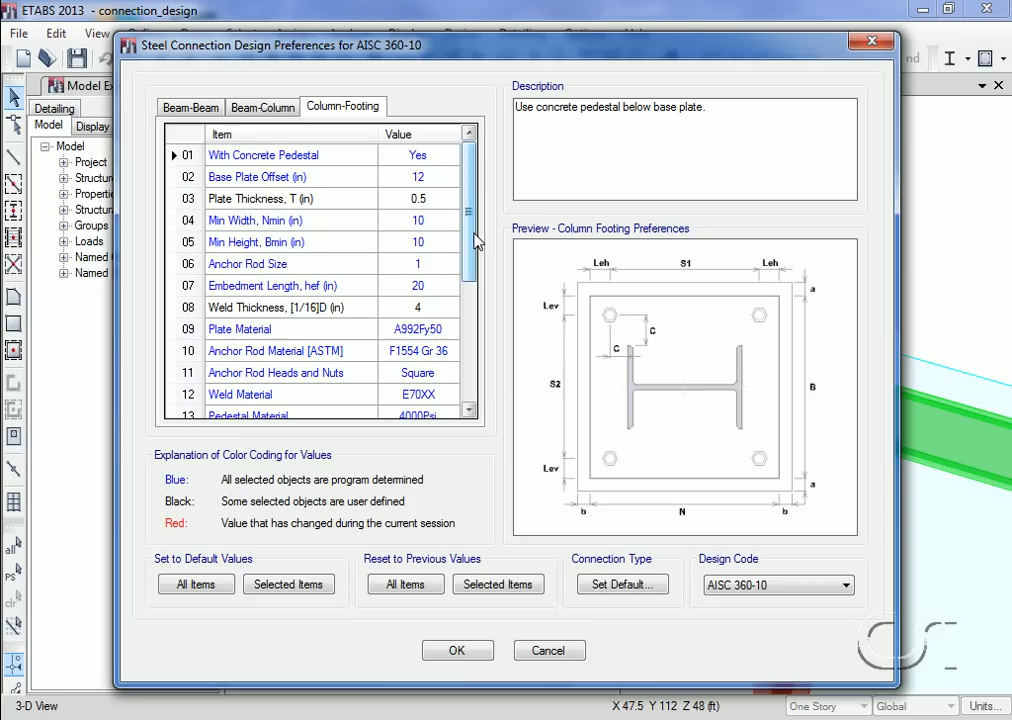 ETABS 2013 - connection_design
File
Edit
View
Steel Connection Design Preferences for AISC 360-10
Model
Detailing
Model
Display
Model
Project
Groups
Loads
Named
Named
Beam-Beam
Beam-Column
Column-Footing
Item Value
01 With Concrete Pedestal Yes
02 Base Plate Offset (in) 12
03 Plate Thickness, T (in) 0.5
04 Min Width, Nmin (in) 10
05 Min Height, Bmin (in) 10
06 Anchor Rod Size 1
07 Embedment Length, hef (in) 20
08 Weld Thickness, [1/16]D (in) 4
09 Plate Material A992Fy50
10 Anchor Rod Material [ASTM] F1554 Gr 36
11 Anchor Rod Heads and Nuts Square
12 Weld Material E70XX
13 Pedestal Material 4000Psi
Explanation of Color Coding for Values
Blue: All selected objects are program determined
Black: Some selected objects are user defined
Red: Value that has changed during the current session
Description
Use concrete pedestal below base plate.
Preview - Column Footing Preferences
Leh S1 Leh
a
Lev
C
C
S2
B
Lev
a
b N b
Set to Default Values
All Items
Selected Items
Reset to Previous Values
All Items
Selected Items
Connection Type
Set Default...
Design Code
AISC 360-10
OK
Cancel
all
PS
clr
3-D View
X 47.5 Y 112 Z 48 (ft)
One Story
Global
Units...